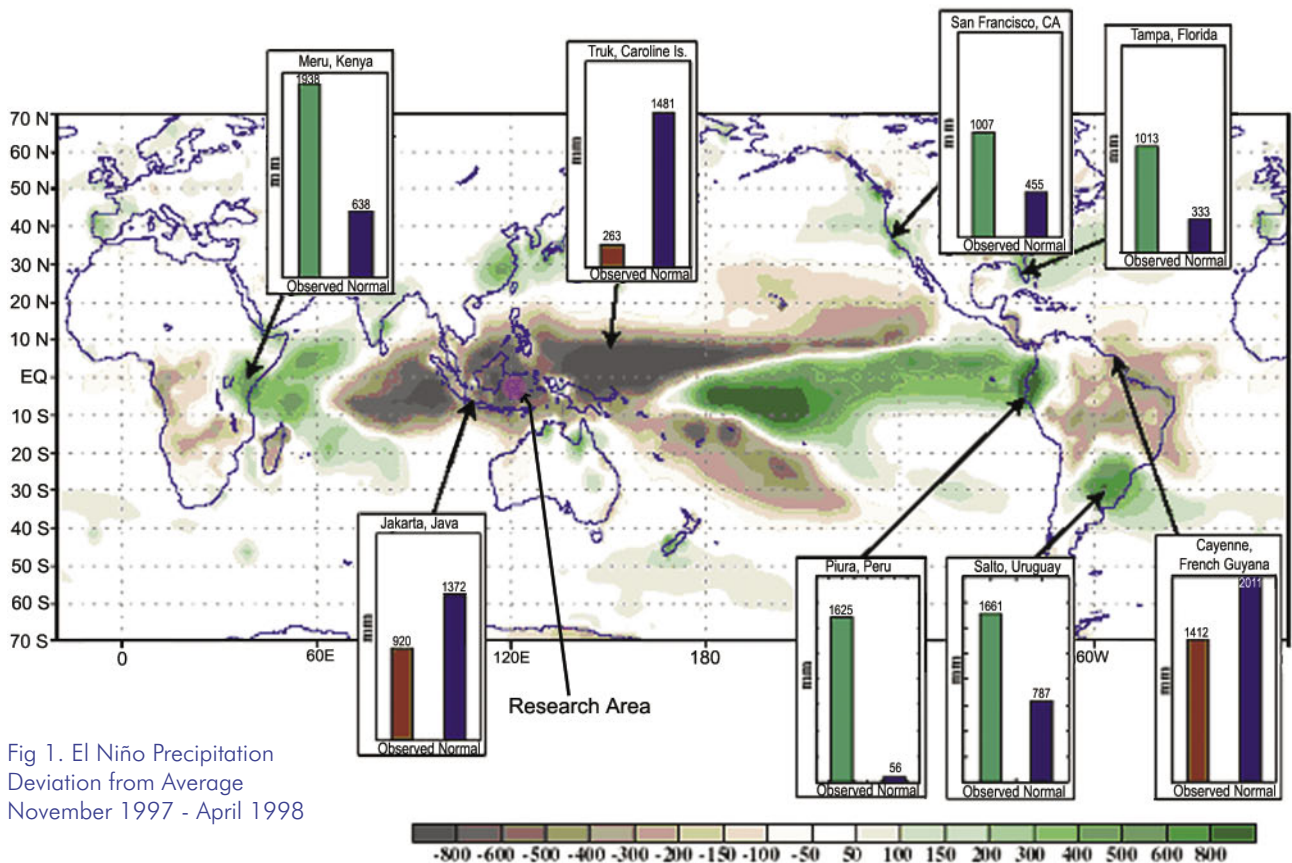 San Francisco, CA
1007
455
Observed Normal
Tampa, Florida
1013
333
mm
Observed Normal
Meru, Kenya
1938
638
mm
Observed Normal
Truk, Caroline Is.
1481
263
mm
Observed Normal
mm
70 N
60 N
50 N
40 N
30 N
20 N
10 N
EQ
10 S
20 S
30 S
40 S
50 S
60 S
70 S
0
60E
120E
180
60W
Jakarta, Java
1372
920
mm
Observed Normal
Research Area
Piura, Peru
1625
56
mm
Observed Normal
Salto, Uruguay
1661
787
mm
Observed Normal
Cayenne,
French Guyana
2011
1412
mm
Observed Normal
Fig 1. El Niño Precipitation
Deviation from Average
November 1997 - April 1998
-800 -600 -500 -400 -300 -200 -150 -100 -50 50 100 150 200 300 400 500 600 800